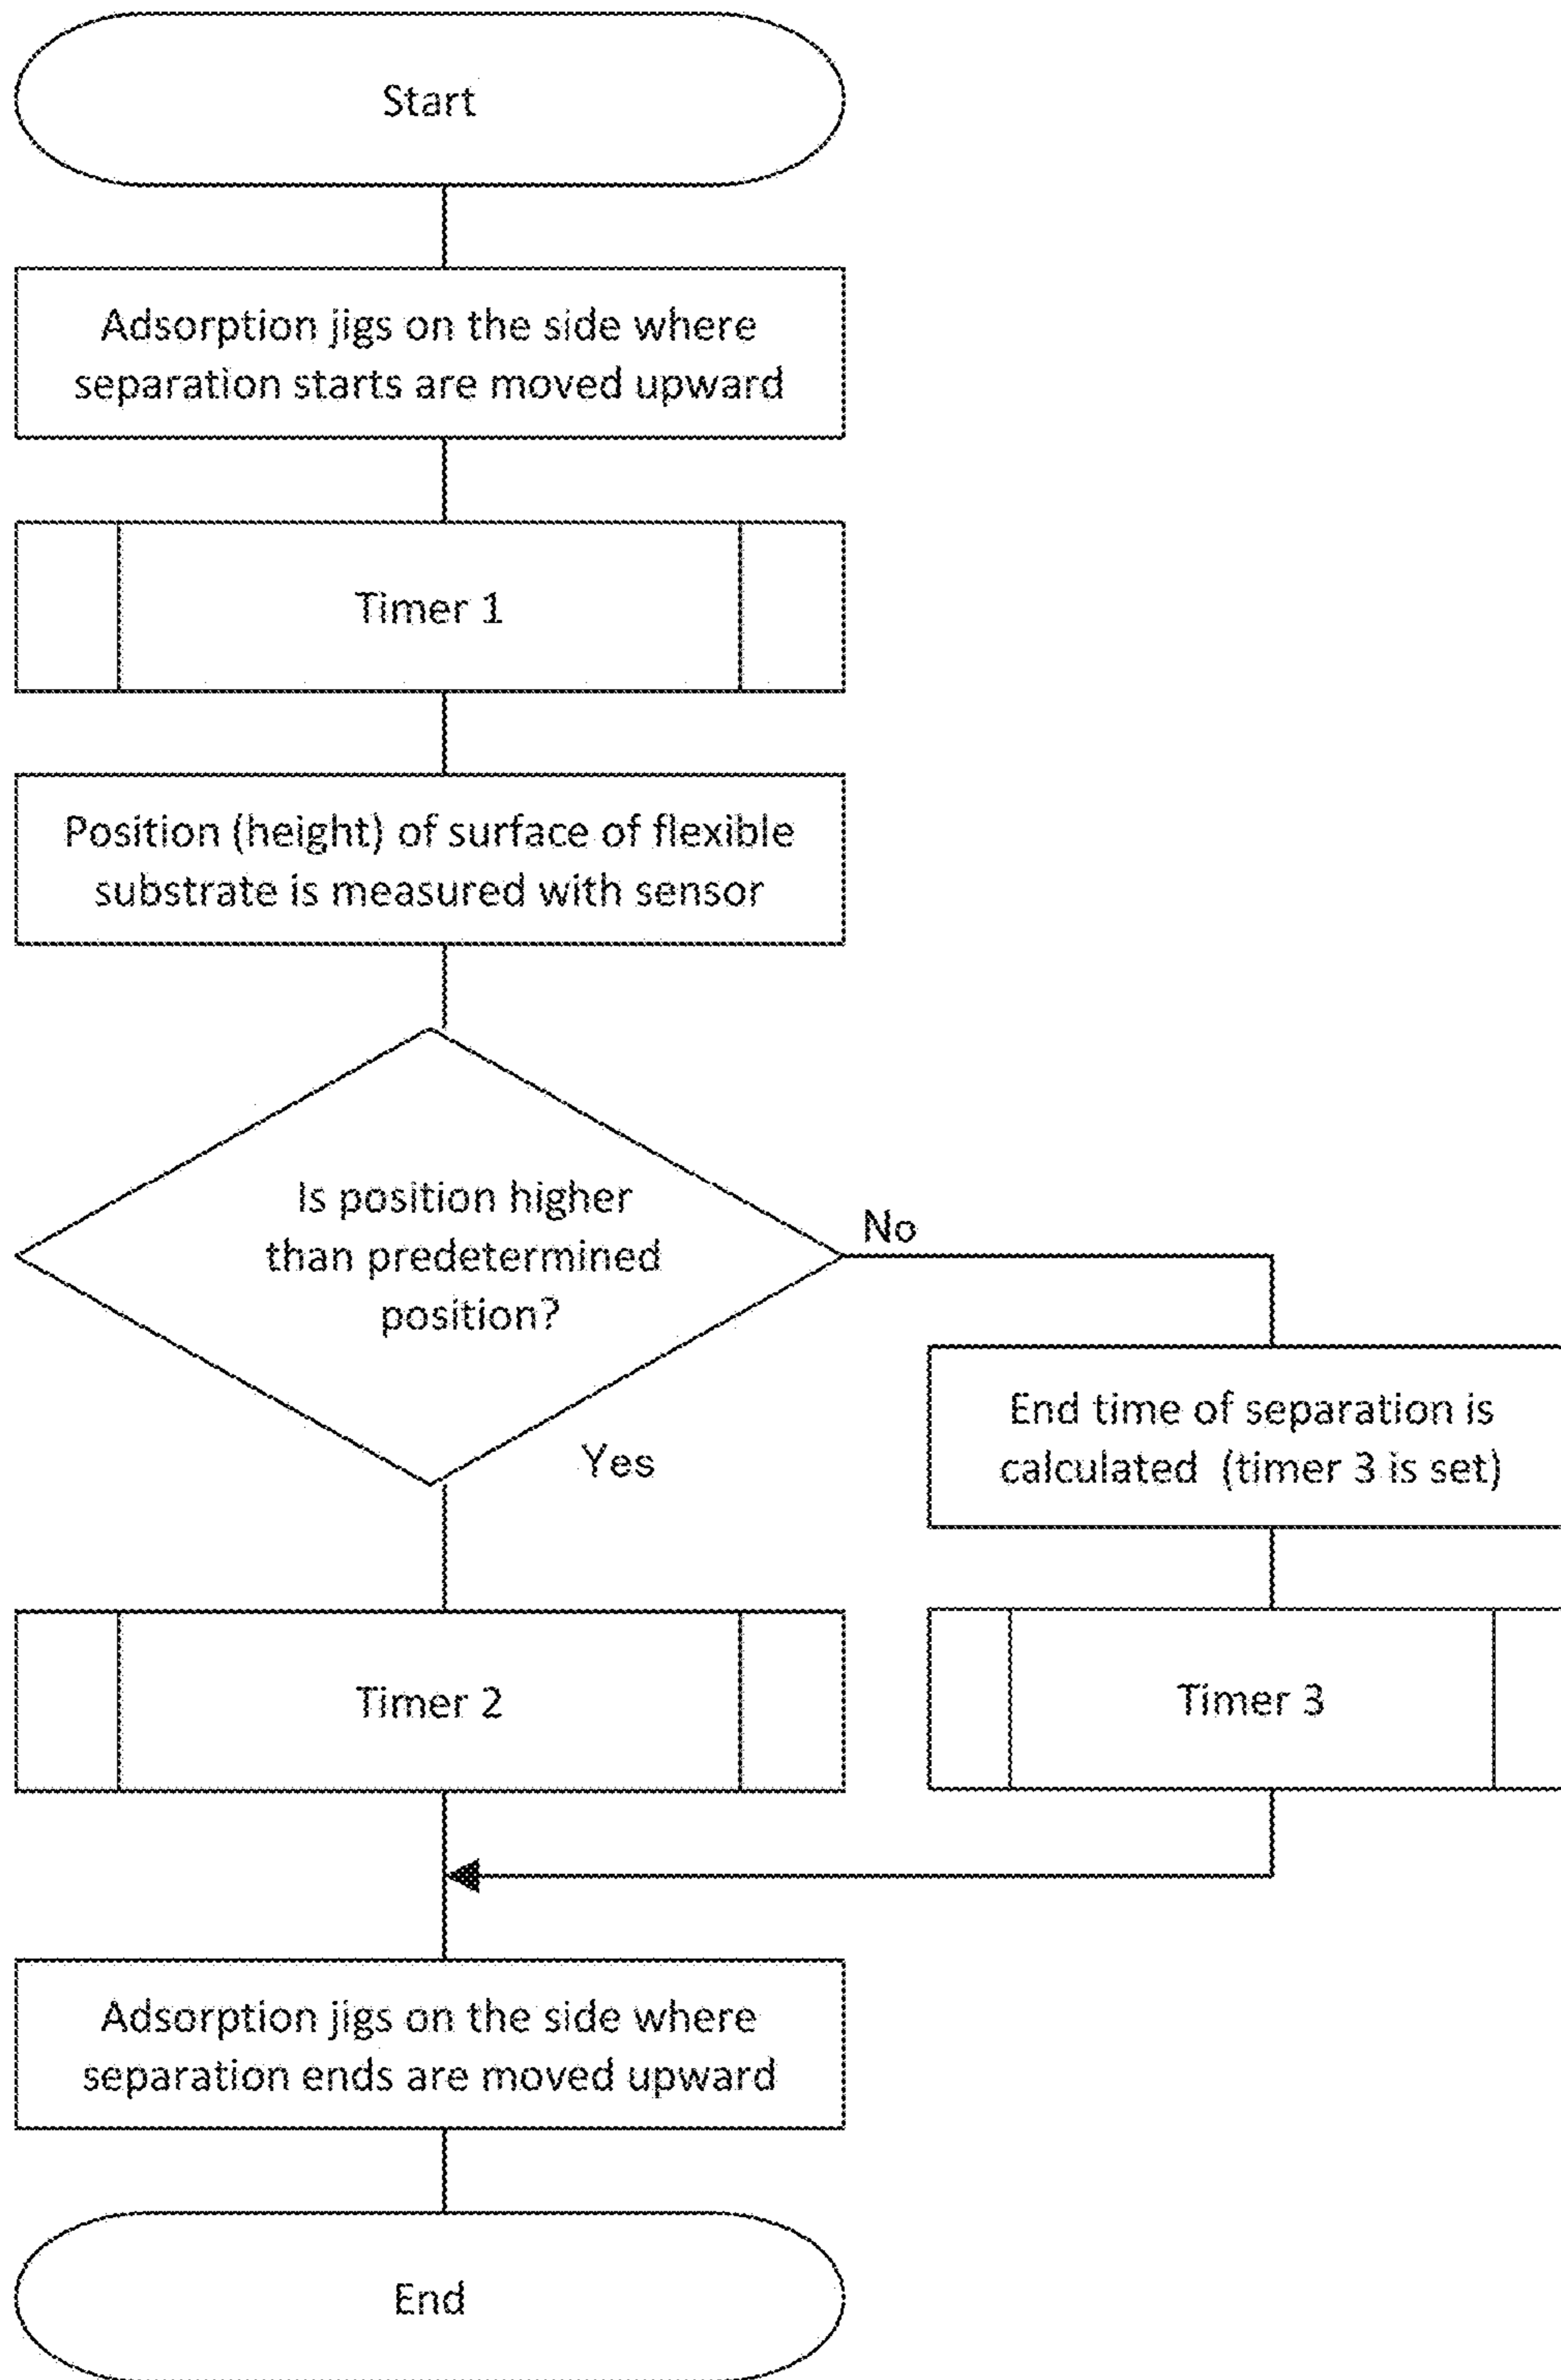 Start
Adsorption jigs on the side where
separation starts are moved upward
Timer 1
Position (height) of surface of flexible
substrate is measured with sensor
Is position higher
than predetermined
position?
No
Yes
End time of separation is
calculated (timer 3 is set)
Timer 2
Timer 3
Adsorption jigs on the side where
separation ends are moved upward
End